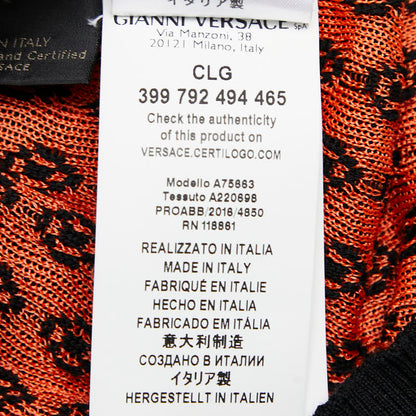 イタリア製
GIANNI VERSACE SpA
Via Manzoni, 38
20121 Milano, Italy
CLG
399 792 494 465
Check the authenticity
of this product on
VERSACE.CERTILOGO.COM
Modello A75663
Tessuto A220698
PROABB/2016/4850
RN 118861
REALIZZATO IN ITALIA
MADE IN ITALY
FABRIQUÉ EN ITALIE
HECHO EN ITALIA
FABRICADO EM ITÁLIA
意大利制造
СОЗДАНО В ИТАЛИИ
イタリア製
HERGESTELLT IN ITALIEN
IN ITALY
and Certified
SACE